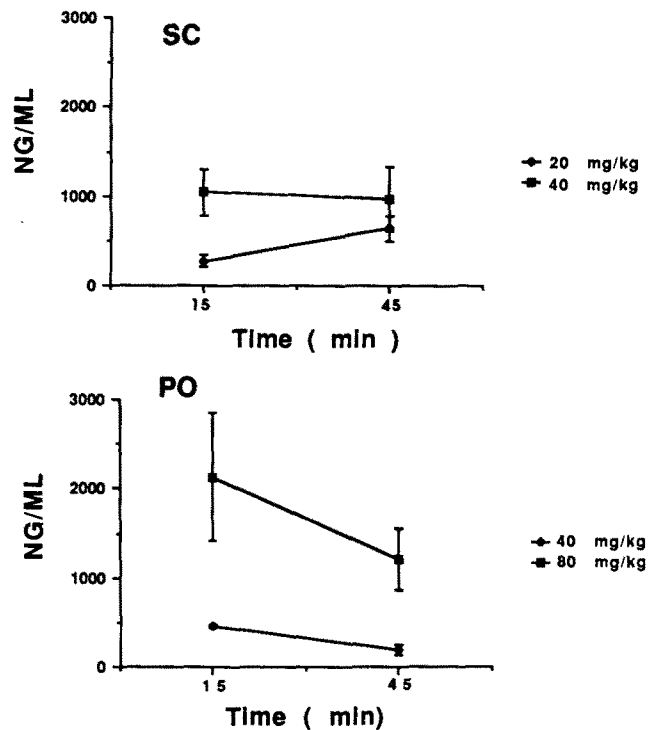 SC
3000
2000
1000
0
NG/ML
15 45
Time ( min )
20 mg/kg
40 mg/kg
PO
3000
2000
1000
0
NG/ML
15 45
Time ( min)
40 mg/kg
80 mg/kg